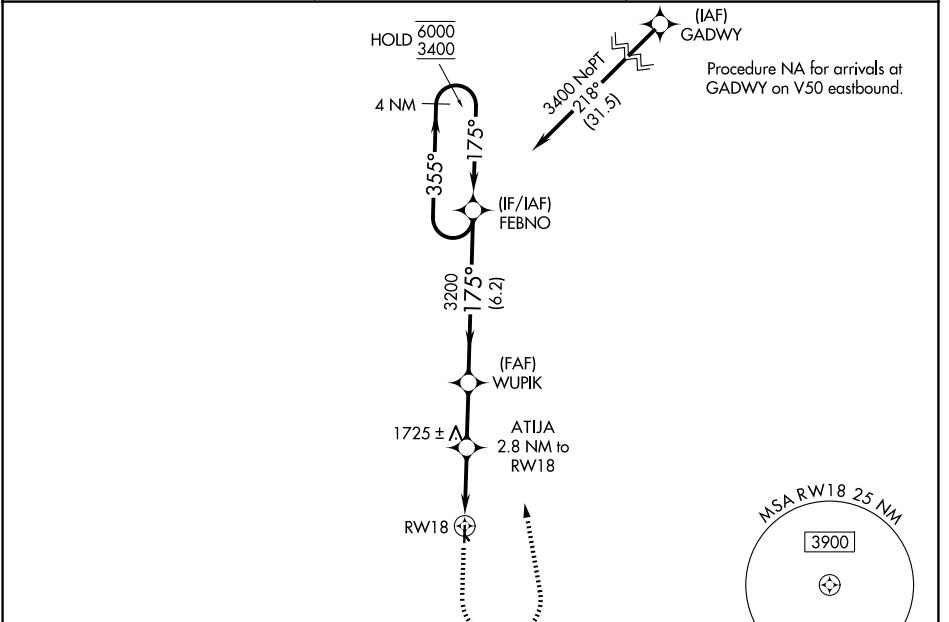 (IAF)
GADWY
HOLD 6000
3400
Procedure NA for arrivals at
GADWY on V50 eastbound.
3400 NoPT
218°
(31.5)
4 NM
355°
175°
(IF/IAF)
FEBNO
3200
175°
(6.2)
(FAF)
WUPIK
1725 ±
ATIJA
2.8 NM to
RW18
RW18
MSA RW18 25 NM
3900